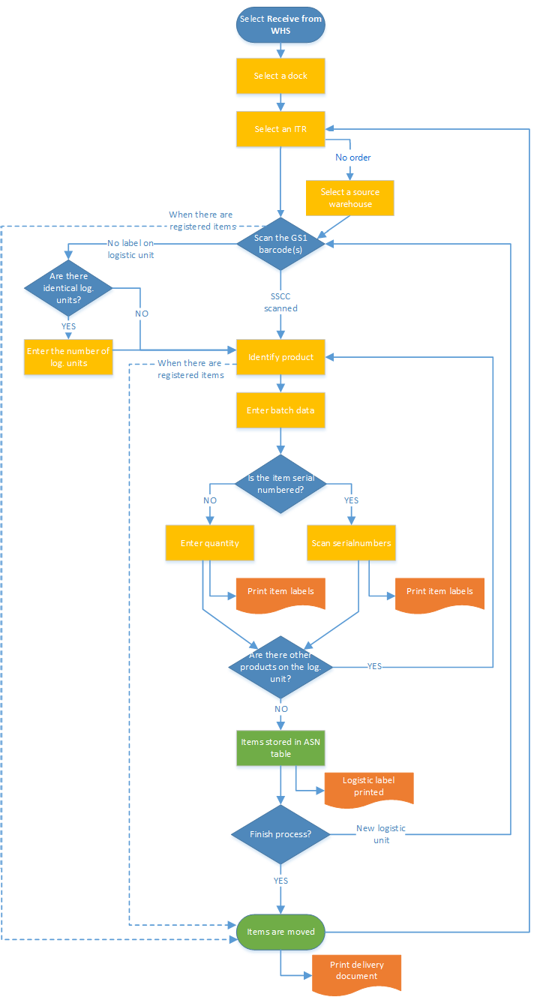 Select Receive from
WHS
Select a dock
Select an ITR
No order
Select a source
warehouse
When there are
registered items
Scan the GS1
barcode(s)
No label on
logistic unit
Are there
identical log.
units?
SSCC
scanned
NO
YES
Enter the number of
log. units
Identify product
When there are
registered items
Enter batch data
Is the item serial
numbered?
NO
YES
Enter quantity
Scan serialnumbers
Print item labels
Print item labels
Are there other
products on the log.
unit?
YES
NO
Items stored in ASN
table
Logistic label
printed
Finish process?
New logistic
unit
YES
Items are moved
Print delivery
document